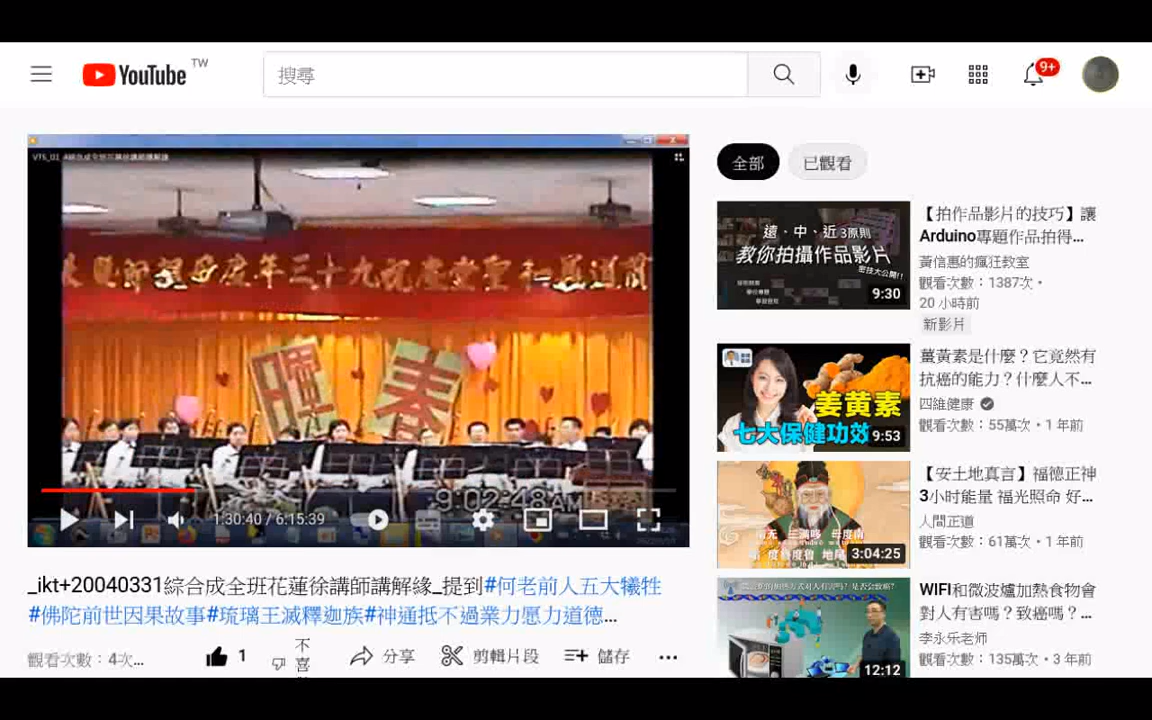 YouTube TW
搜尋
9+
全部
已觀看
禪
春
9:02:48AM
1:30:40 / 6:15:39
_ikt+20040331綜合成全班花蓮徐講師講解緣_提到#何老前人五大犧牲
#佛陀前世因果故事#琉璃王滅釋迦族#神通抵不過業力愿力道德...
觀看次數：4次...
1
不
喜
分享
剪輯片段
儲存
遠、中、近 3原則
教你拍攝作品影片
密技大公開!!
9:30
【拍作品影片的技巧】讓
Arduino專題作品拍得...
黃信惠的瘋狂教室
觀看次數：1387次・
20 小時前
新影片
姜黃素
七大保健功效
9:53
薑黃素是什麼？它竟然有
抗癌的能力？什麼人不...
四維健康
觀看次數：55萬次・1 年前
3:04:25
【安土地真言】福德正神
3小时能量 福光照命 好...
人間正道
觀看次數：61萬次・1 年前
12:12
WIFI和微波爐加熱食物會
對人有害嗎？致癌嗎？...
李永乐老师
觀看次數：135萬次・3 年前